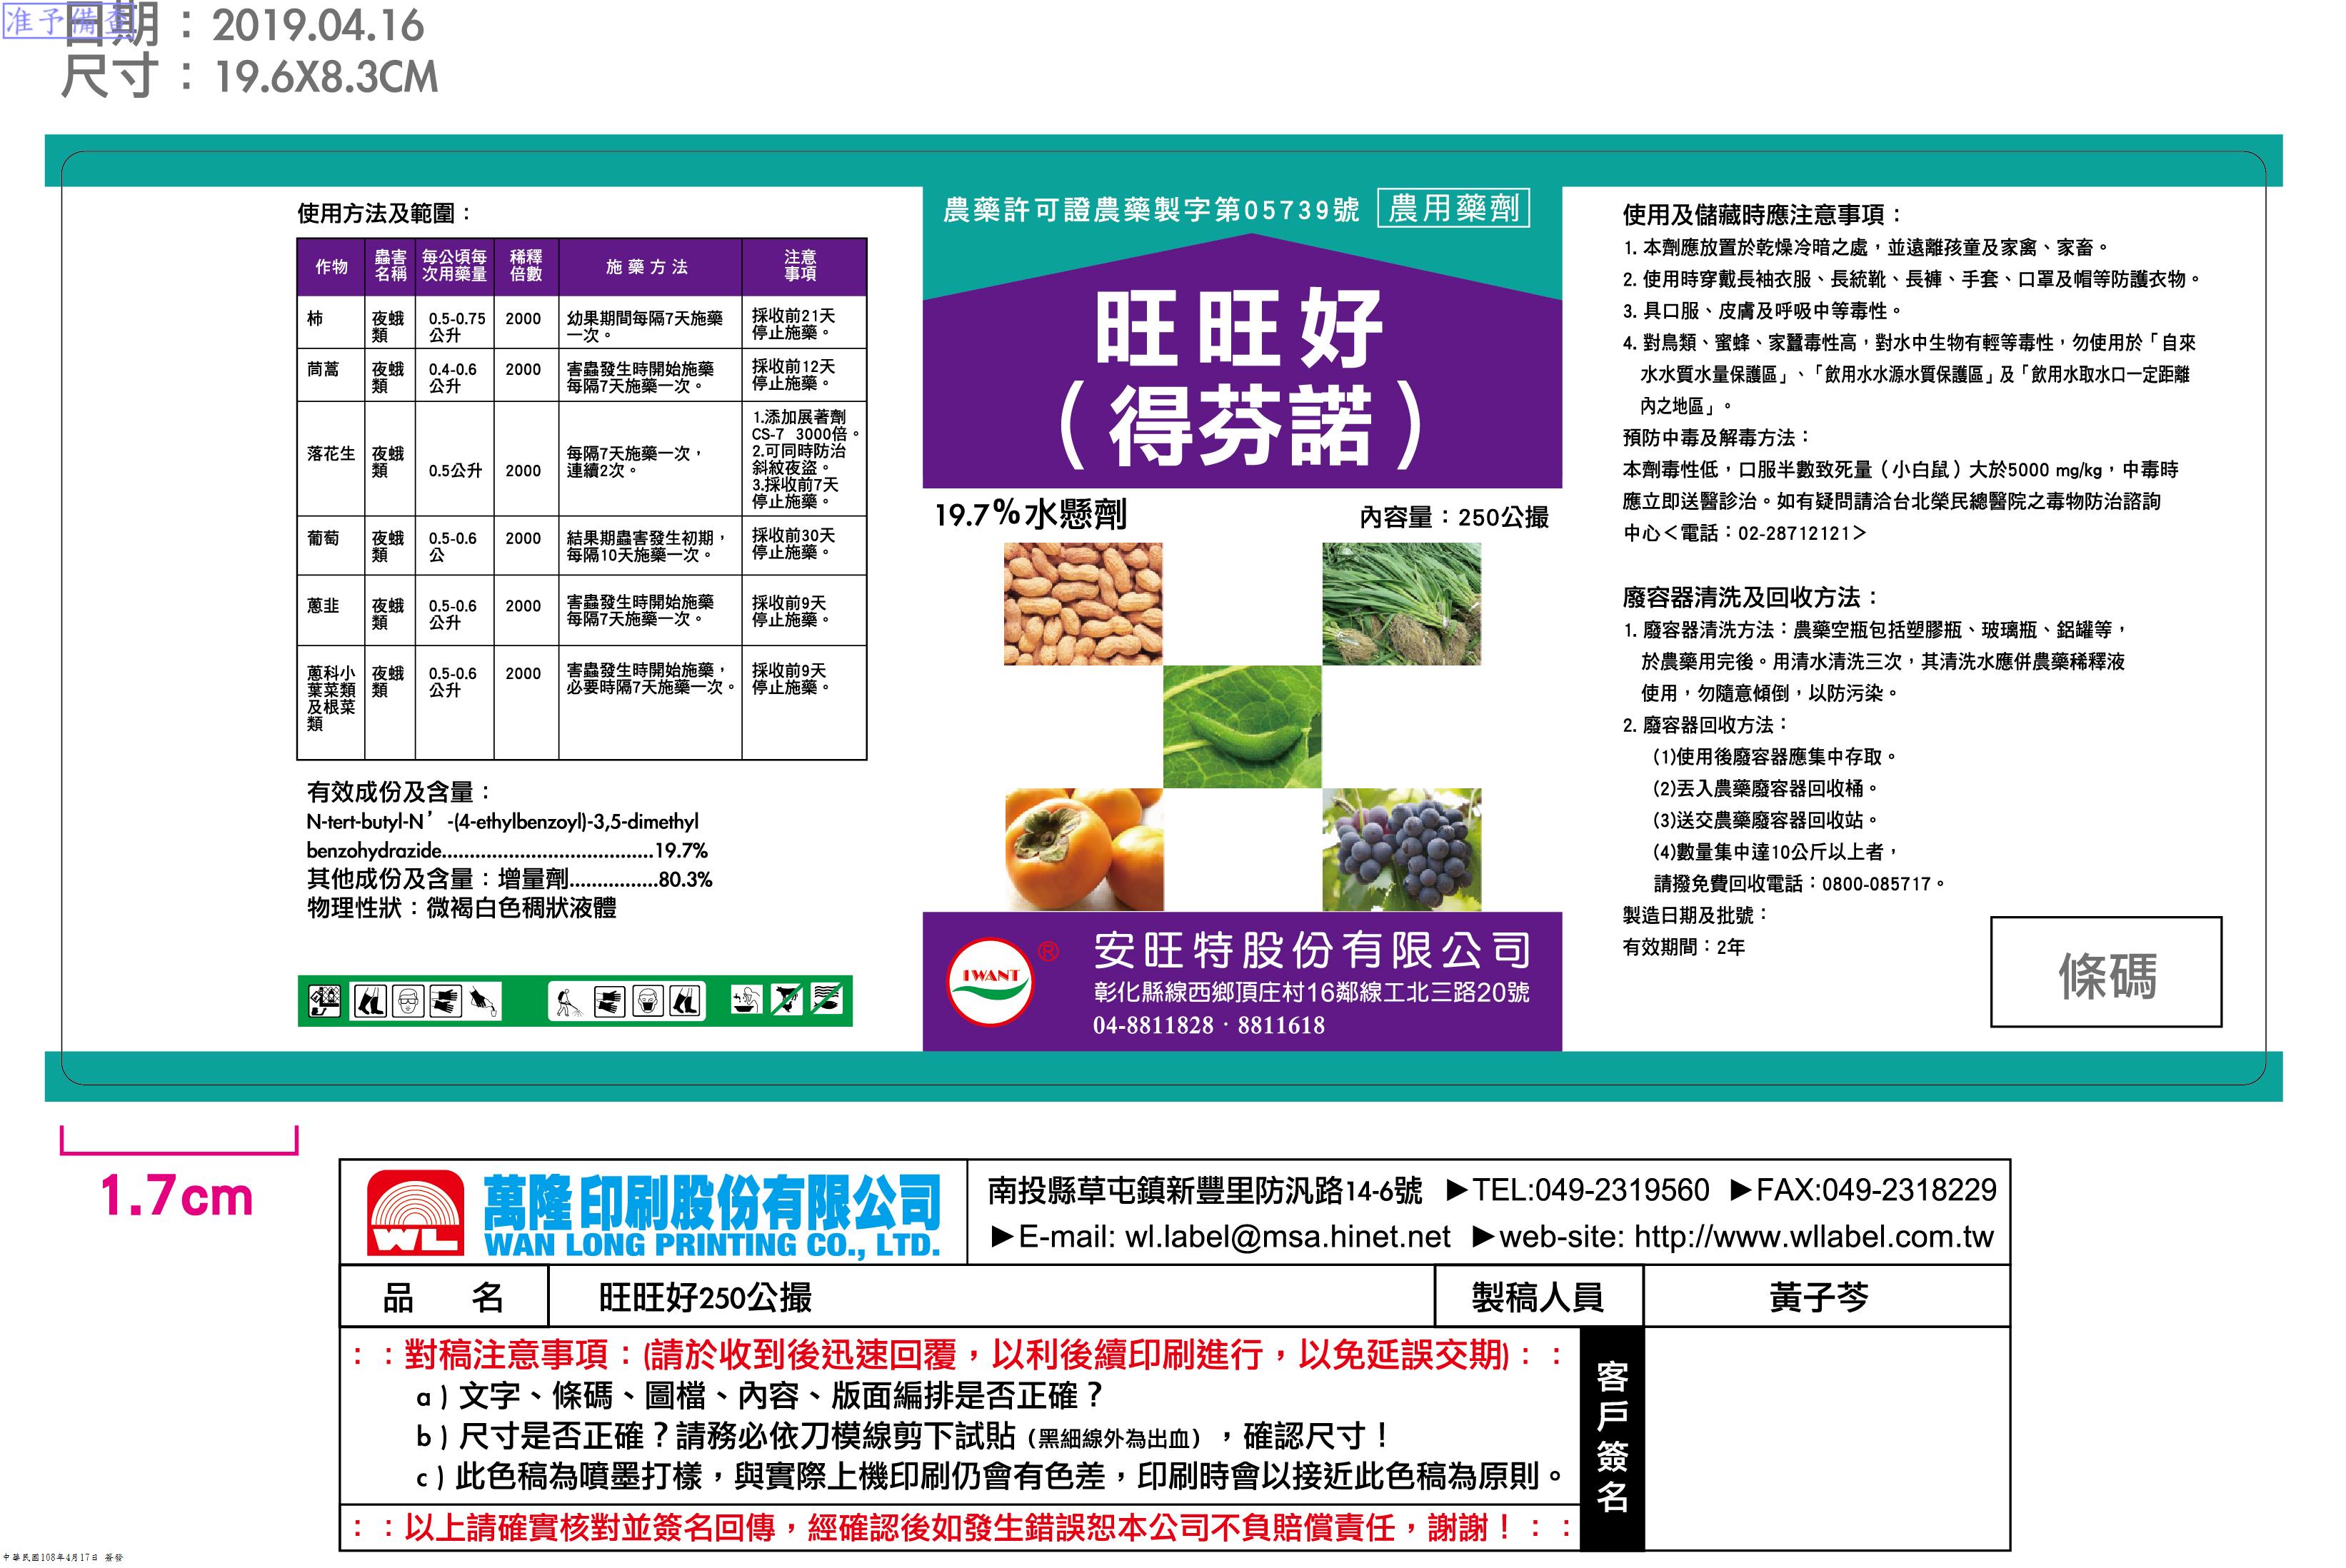 准予備查
日期：2019.04.16
尺寸：19.6X8.3CM
使用方法及範圍：
作物 蟲害名稱 每公頃每次用藥量 稀釋倍數 施藥方法 注意事項
柿 夜蛾類 0.5-0.75公升 2000 幼果期間每隔7天施藥一次。 採收前21天停止施藥。
茼蒿 夜蛾類 0.4-0.6公升 2000 害蟲發生時開始施藥每隔7天施藥一次。 採收前12天停止施藥。
落花生 夜蛾類 0.5公升 2000 每隔7天施藥一次，連續2次。 1.添加展著劑CS-7 3000倍。2.可同時防治斜紋夜盜。3.採收前7天停止施藥。
葡萄 夜蛾類 0.5-0.6公 2000 結果期蟲害發生初期，每隔10天施藥一次。 採收前30天停止施藥。
蔥韭 夜蛾類 0.5-0.6公升 2000 害蟲發生時開始施藥每隔7天施藥一次。 採收前9天停止施藥。
蔥科小葉菜類及根菜類 夜蛾類 0.5-0.6公升 2000 害蟲發生時開始施藥，必要時隔7天施藥一次。 採收前9天停止施藥。
有效成份及含量：
N-tert-butyl-N’-(4-ethylbenzoyl)-3,5-dimethyl
benzohydrazide......................................19.7%
其他成份及含量：增量劑................80.3%
物理性狀：微褐白色稠狀液體
農藥許可證農藥製字第05739號 農用藥劑
旺旺好
（得芬諾）
19.7%水懸劑 內容量：250公撮
IWANT ® 安旺特股份有限公司
彰化縣線西鄉頂庄村16鄰線工北三路20號
04-8811828．8811618
使用及儲藏時應注意事項：
1. 本劑應放置於乾燥冷暗之處，並遠離孩童及家禽、家畜。
2. 使用時穿戴長袖衣服、長統靴、長褲、手套、口罩及帽等防護衣物。
3. 具口服、皮膚及呼吸中等毒性。
4. 對鳥類、蜜蜂、家蠶毒性高，對水中生物有輕等毒性，勿使用於「自來
水水質水量保護區」、「飲用水水源水質保護區」及「飲用水取水口一定距離
內之地區」。
預防中毒及解毒方法：
本劑毒性低，口服半數致死量（小白鼠）大於5000 mg/kg，中毒時
應立即送醫診治。如有疑問請洽台北榮民總醫院之毒物防治諮詢
中心＜電話：02-28712121＞
廢容器清洗及回收方法：
1. 廢容器清洗方法：農藥空瓶包括塑膠瓶、玻璃瓶、鋁罐等，
於農藥用完後。用清水清洗三次，其清洗水應併農藥稀釋液
使用，勿隨意傾倒，以防污染。
2. 廢容器回收方法：
(1)使用後廢容器應集中存取。
(2)丟入農藥廢容器回收桶。
(3)送交農藥廢容器回收站。
(4)數量集中達10公斤以上者，
請撥免費回收電話：0800-085717。
製造日期及批號：
有效期間：2年
條碼
1.7cm
WL 萬隆印刷股份有限公司
WAN LONG PRINTING CO., LTD.
南投縣草屯鎮新豐里防汛路14-6號 ▶TEL:049-2319560 ▶FAX:049-2318229
▶E-mail: wl.label@msa.hinet.net ▶web-site: http://www.wllabel.com.tw
品名 旺旺好250公撮 製稿人員 黃子芩
：：對稿注意事項：(請於收到後迅速回覆，以利後續印刷進行，以免延誤交期)：：
a ) 文字、條碼、圖檔、內容、版面編排是否正確？
b ) 尺寸是否正確？請務必依刀模線剪下試貼（黑細線外為出血），確認尺寸！
c ) 此色稿為噴墨打樣，與實際上機印刷仍會有色差，印刷時會以接近此色稿為原則。
：：以上請確實核對並簽名回傳，經確認後如發生錯誤恕本公司不負賠償責任，謝謝！：：
客戶簽名
中華民國108年4月17日 簽發